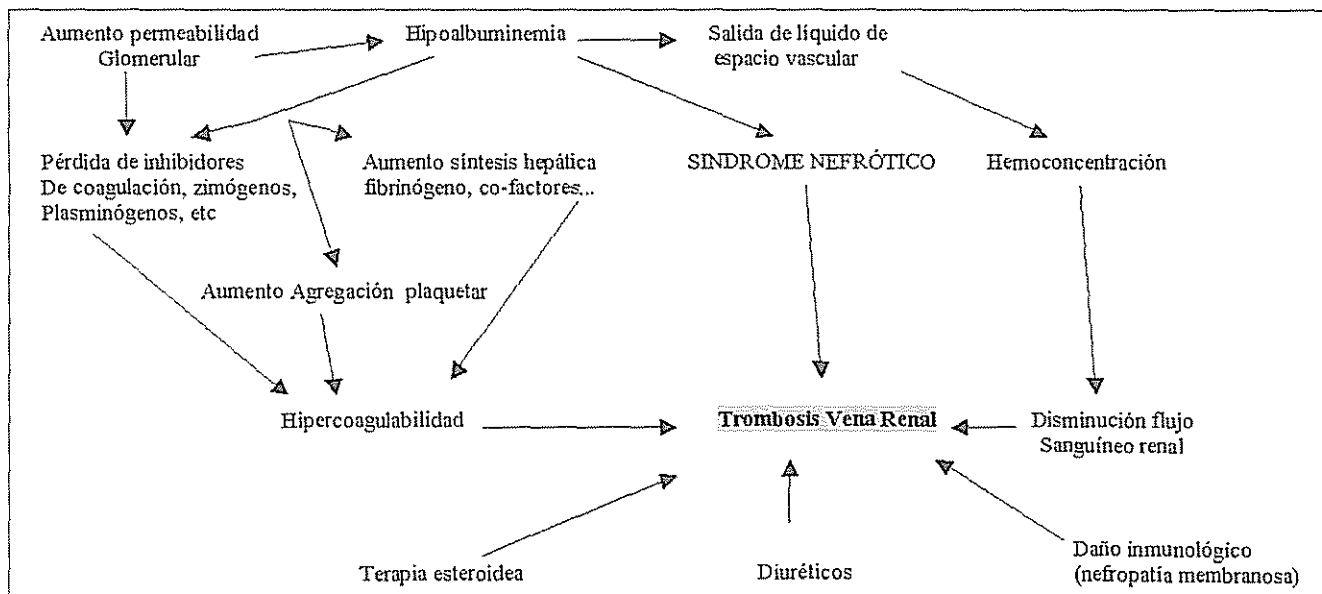 Aumento permeabilidad
Glomerular
Hipoalbuminemia
Salida de líquido de
espacio vascular
Pérdida de inhibidores
De coagulación, zimógenos,
Plasminógenos, etc
Aumento síntesis hepática
fibrinógeno, co-factores...
SINDROME NEFRÓTICO
Hemoconcentración
Aumento Agregación plaquetar
Hipercoagulabilidad
Trombosis Vena Renal
Disminución flujo
Sanguíneo renal
Terapia esteroidea
Diuréticos
Daño inmunológico
(nefropatía membranosa)